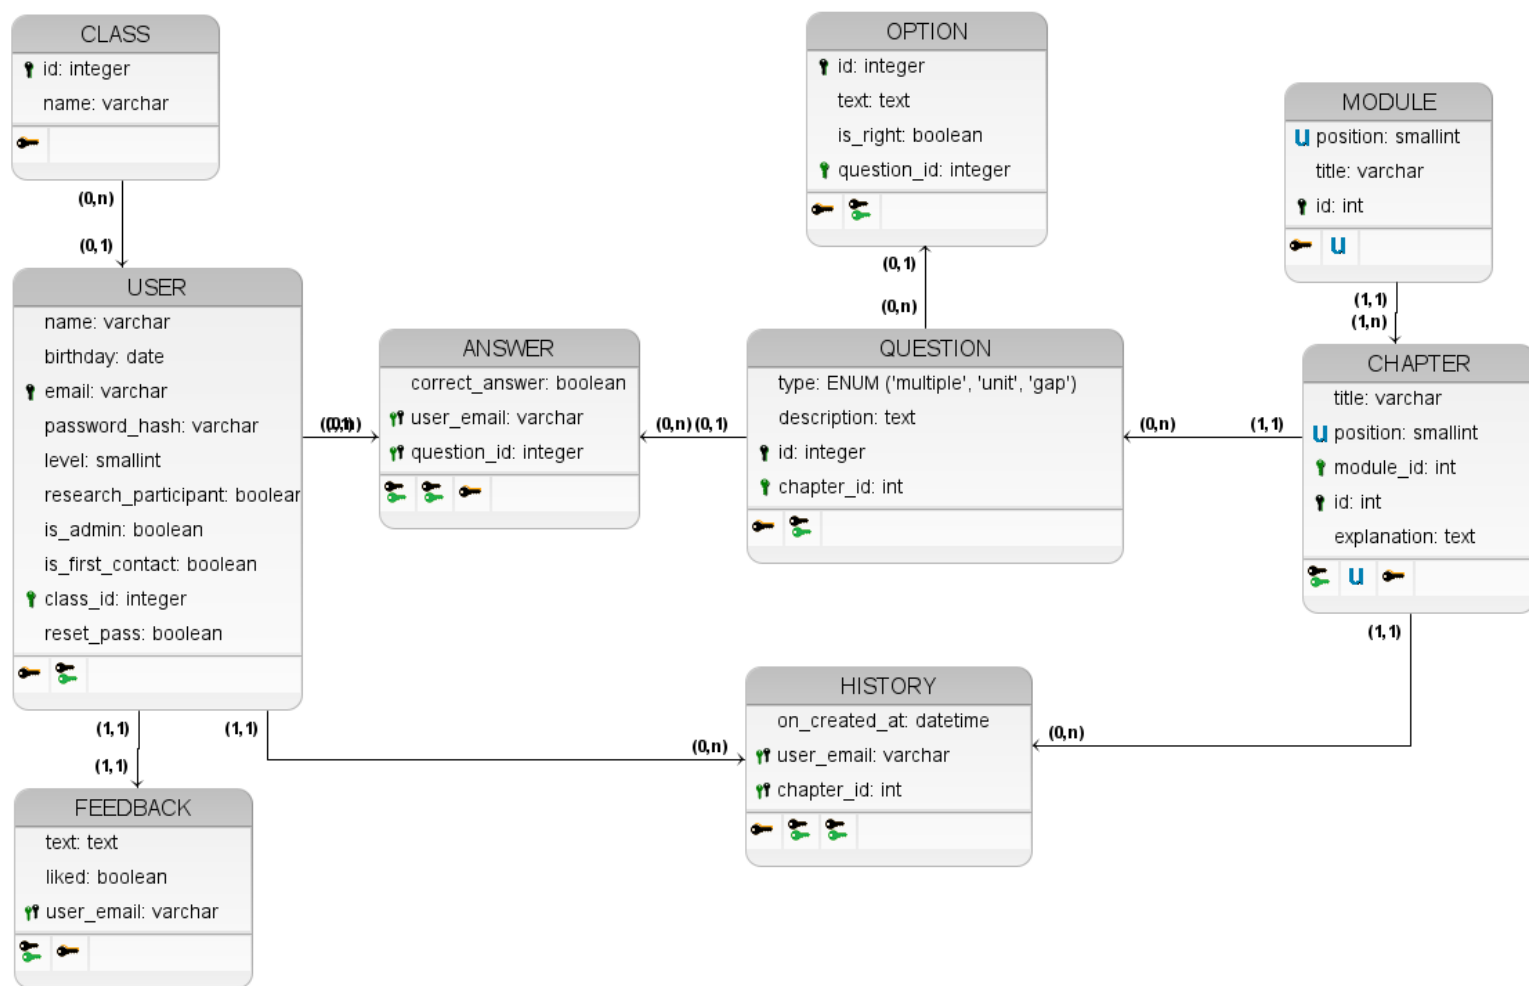 CLASS
id: integer
name: varchar
(0,n)
(0,1)
USER
name: varchar
birthday: date
email: varchar
password_hash: varchar
level: smallint
research_participant: boolean
is_admin: boolean
is_first_contact: boolean
class_id: integer
reset_pass: boolean
(1,1)
(1,1)
(1,1)
FEEDBACK
text: text
liked: boolean
user_email: varchar
ANSWER
correct_answer: boolean
user_email: varchar
question_id: integer
(0,n)
(0,1)
OPTION
id: integer
text: text
is_right: boolean
question_id: integer
(0,1)
(0,n)
QUESTION
type: ENUM ('multiple', 'unit', 'gap')
description: text
id: integer
chapter_id: int
(0,n)
(1,1)
MODULE
u position: smallint
title: varchar
id: int
u
(1,1)
(1,n)
CHAPTER
title: varchar
u position: smallint
module_id: int
id: int
explanation: text
u
(1,1)
HISTORY
on_created_at: datetime
user_email: varchar
chapter_id: int
(0,n)
(0,n)